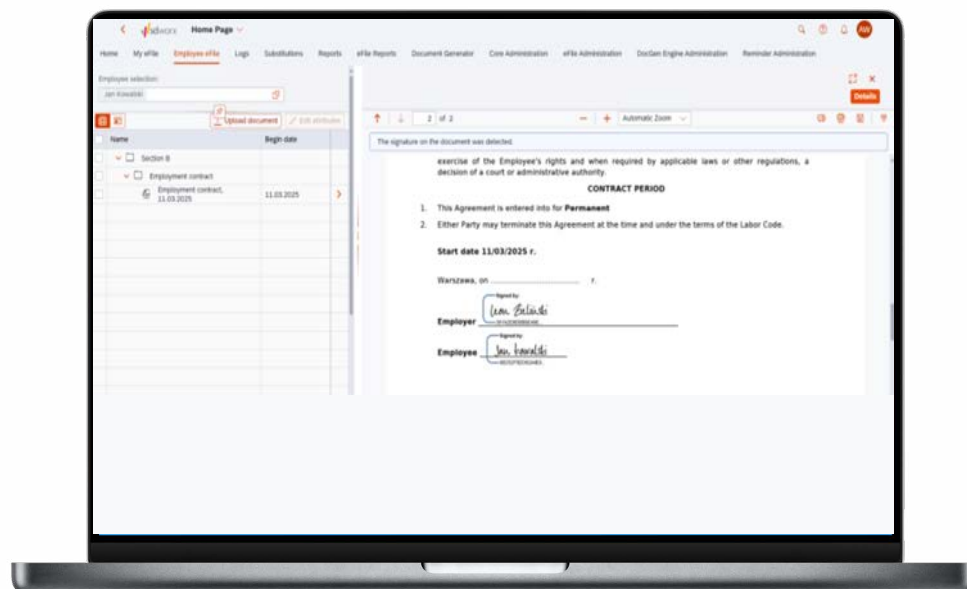 Home Page
AW
Home My eFile Employee eFile Logs Substitutions Reports eFile Reports Document Generator Core Administration eFile Administration DocGen Engine Administration Reminder Administration
Employee selection:
Jan Kowalski
Details
Upload document Edit attributes
2 of 2
Automatic Zoom
Name Begin date
The signature on the document was detected.
Section B
Employment contract
Employment contract,
11.03.2025
11.03.2025
exercise of the Employee's rights and when required by applicable laws or other regulations, a
decision of a court or administrative authority.
CONTRACT PERIOD
1. This Agreement is entered into for Permanent
2. Either Party may terminate this Agreement at the time and under the terms of the Labor Code.
Start date 11/03/2025 r.
Warszawa, on ................................ r.
Signed by:
Employer
Signed by:
Jan Kowalski
Employee